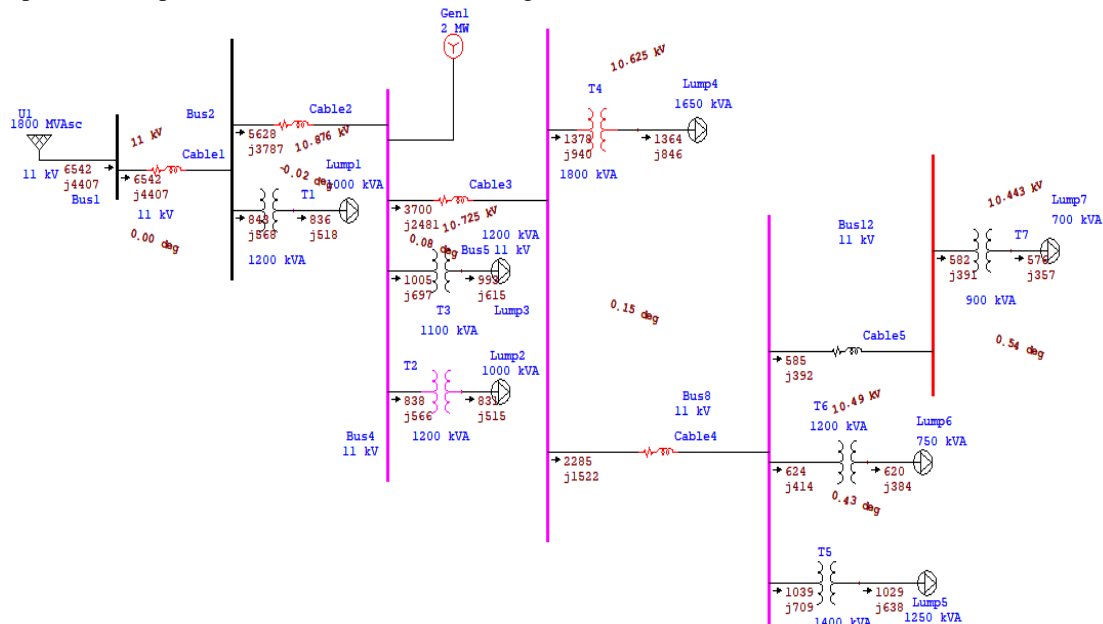 Gen1
2 MW
10.625 kV
T4
Lump4
1650 kVA
U1
1800 MVAsc
Bus2
Cable2
11 kV
5628
j3787
10.876 kV
1378
j940
1364
j846
Cable1
-0.02 deg
Lump1
1000 kVA
1800 kVA
11 kV
6542
j4407
6542
j4407
Bus1
11 kV
T1
Cable3
843
j568
836
j518
3700
j2481
10.725 kV
1200 kVA
11 kV
0.00 deg
1200 kVA
0.08 deg
Bus5
1005
j697
993
j615
T3
Lump3
1100 kVA
10.443 kV
Lump7
700 kVA
Bus12
11 kV
T7
582
j391
576
j357
900 kVA
0.15 deg
Cable5
0.54 deg
T2
Lump2
1000 kVA
585
j392
838
j566
831
j515
1200 kVA
Bus8
11 kV
T6
10.49 kV
1200 kVA
Lump6
750 kVA
Bus4
11 kV
Cable4
2285
j1522
624
j414
620
j384
0.43 deg
T5
1039
j709
1029
j638
Lump5
1250 kVA
1400 kVA